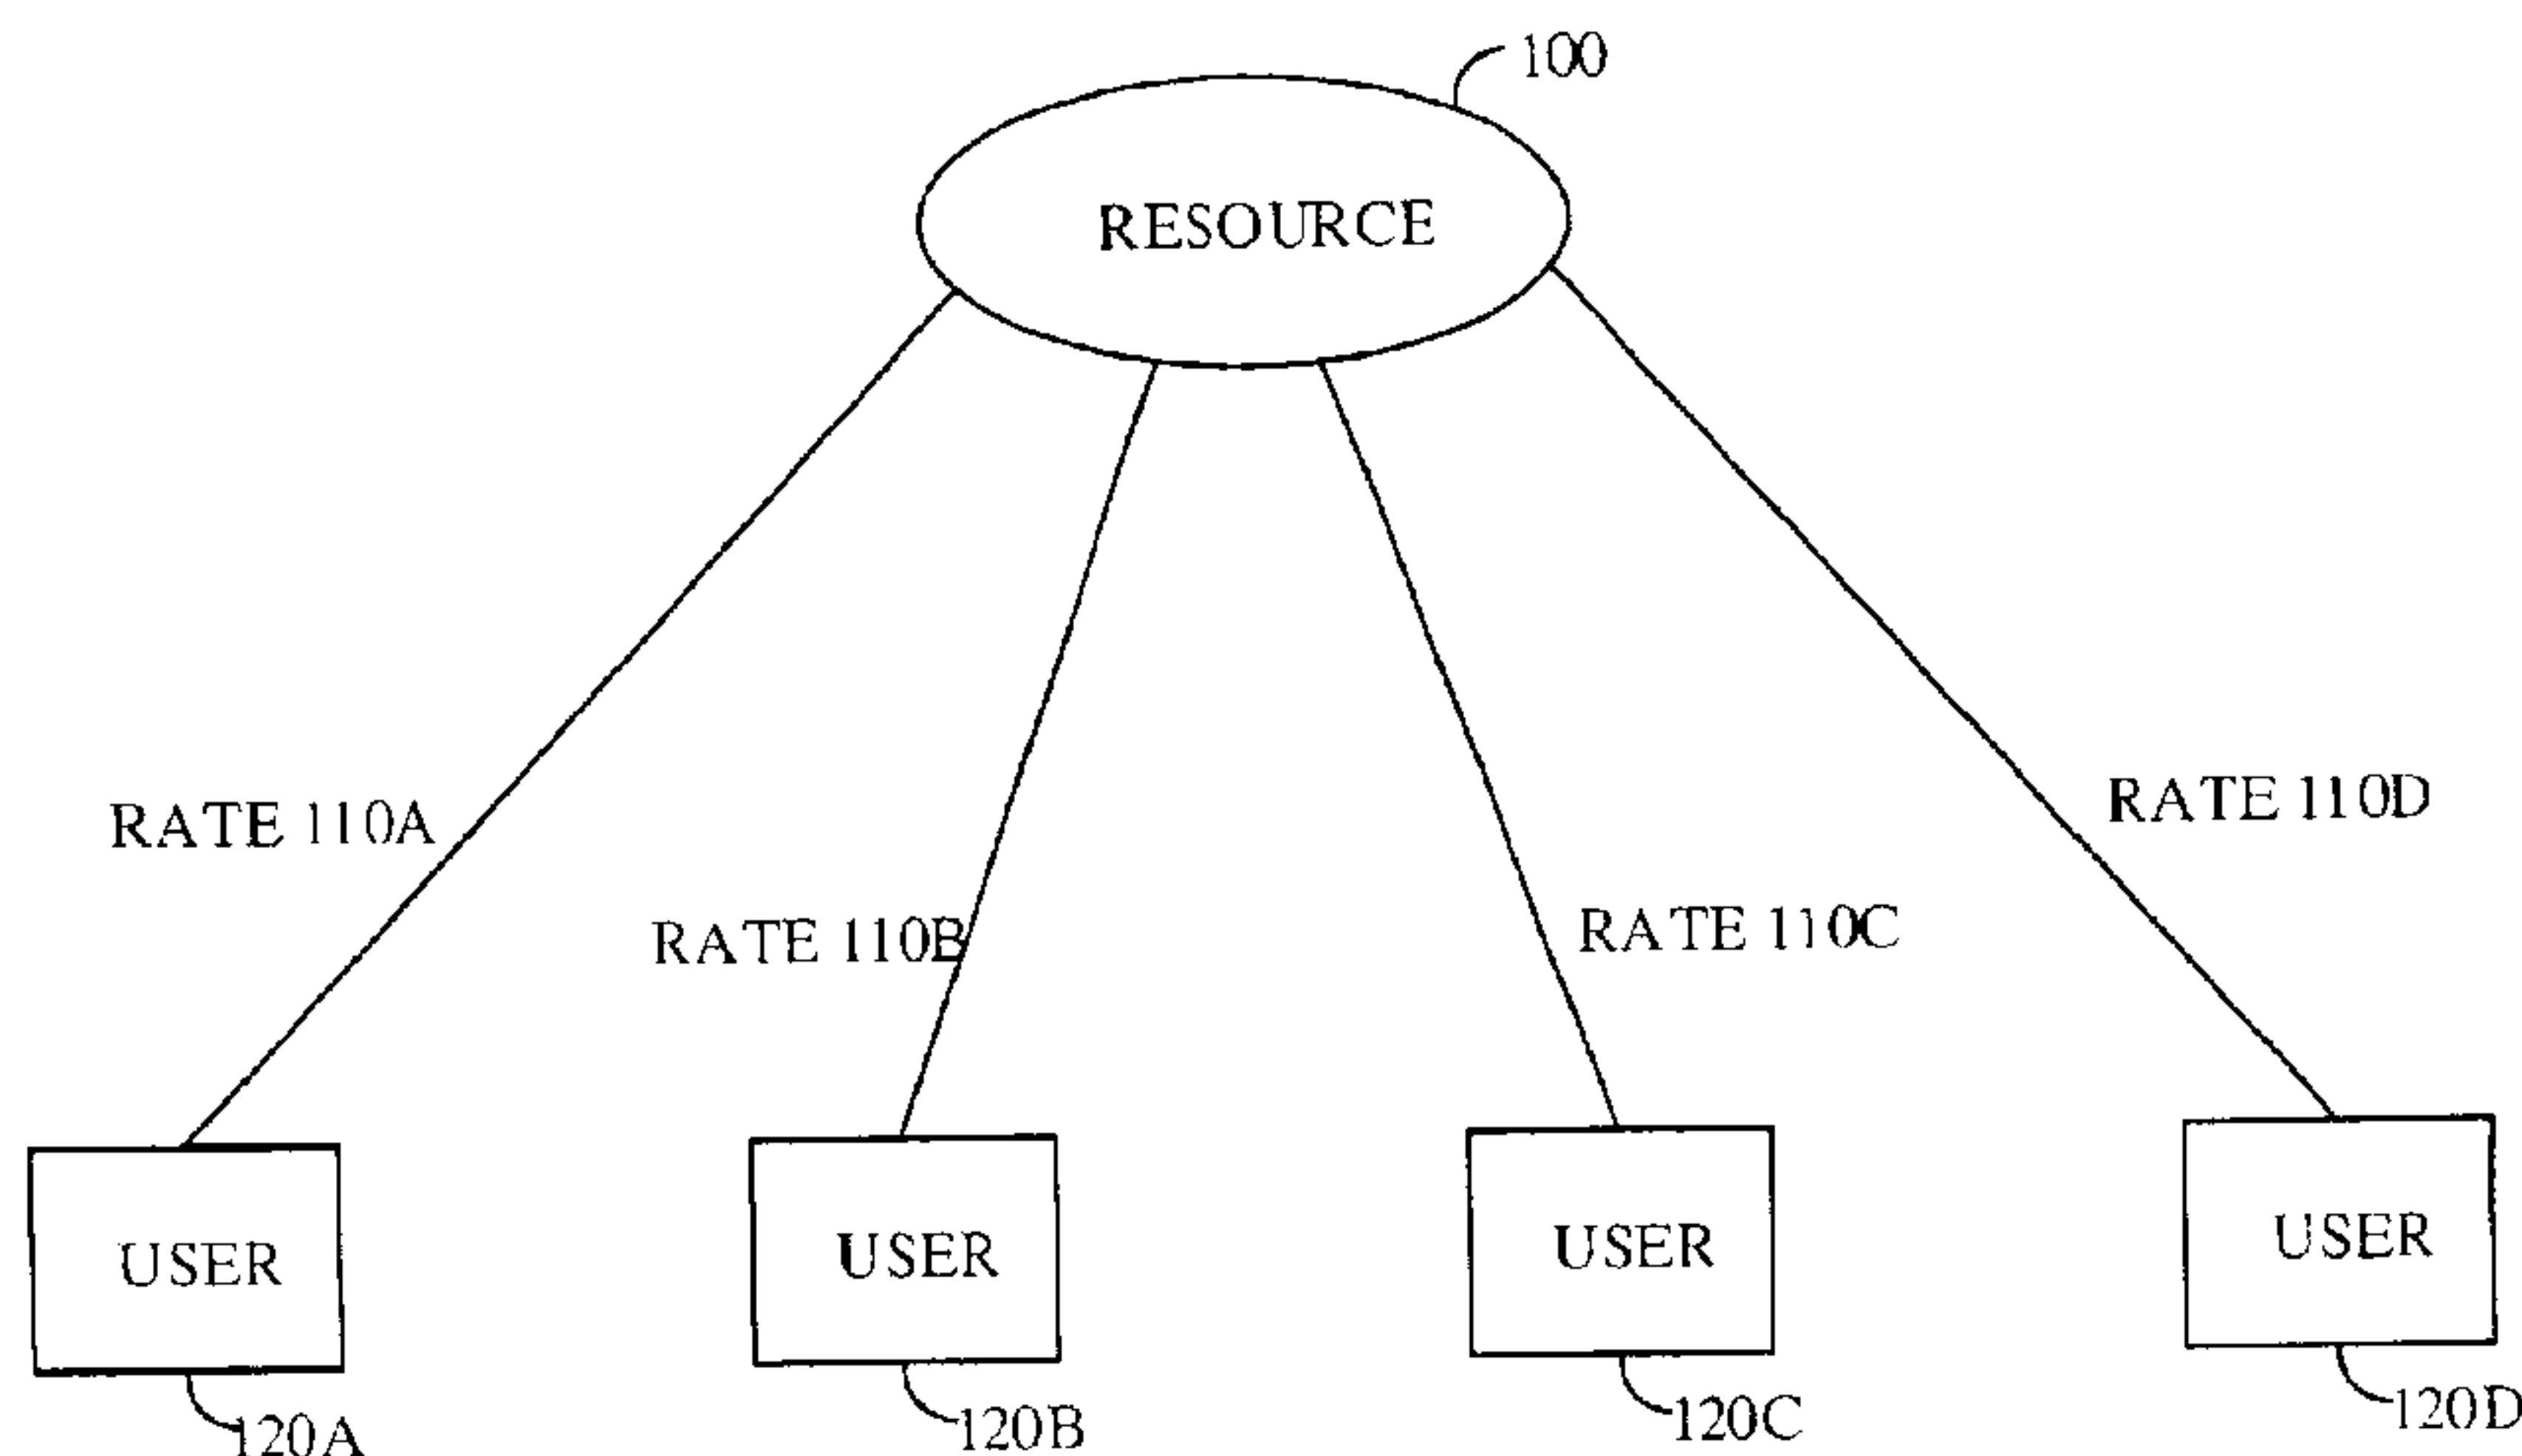 100
RESOURCE
RATE 110A
RATE 110B
RATE 110C
RATE 110D
USER
USER
USER
USER
120A
120B
120C
120D